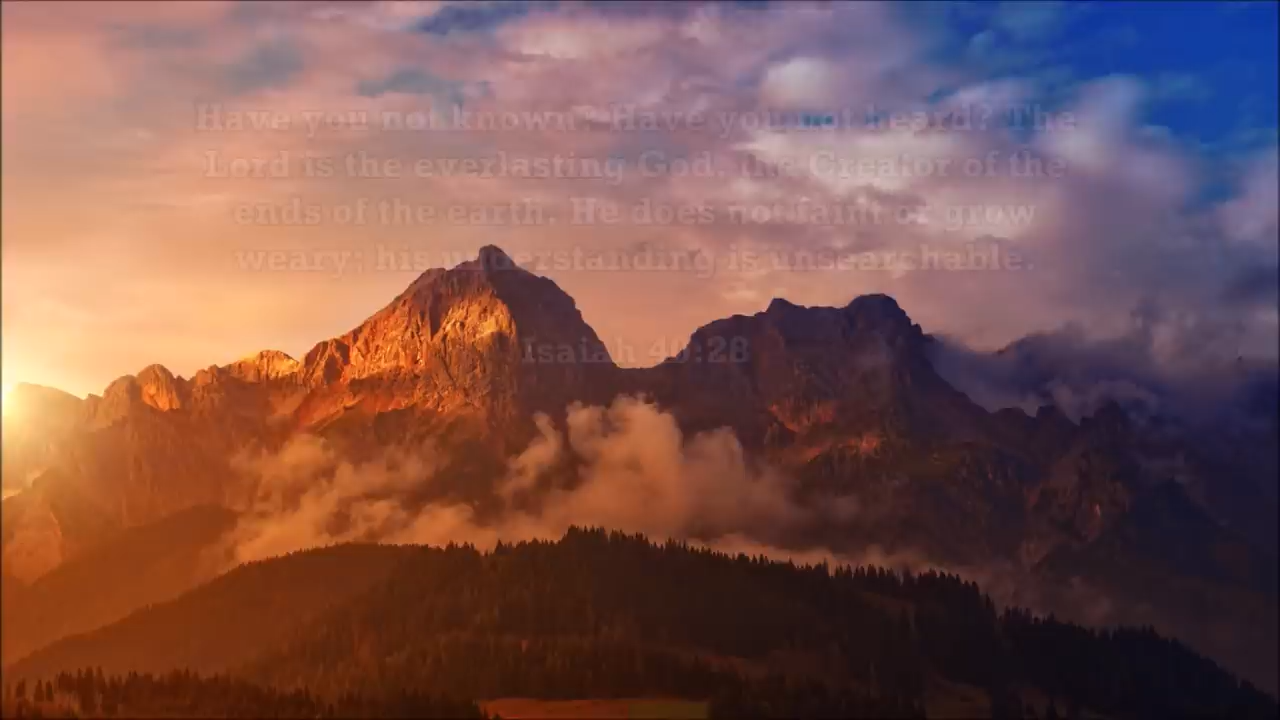 Have you not known? Have you not heard? The
Lord is the everlasting God, the Creator of the
ends of the earth. He does not faint or grow
weary; his understanding is unsearchable.
Isaiah 40:28